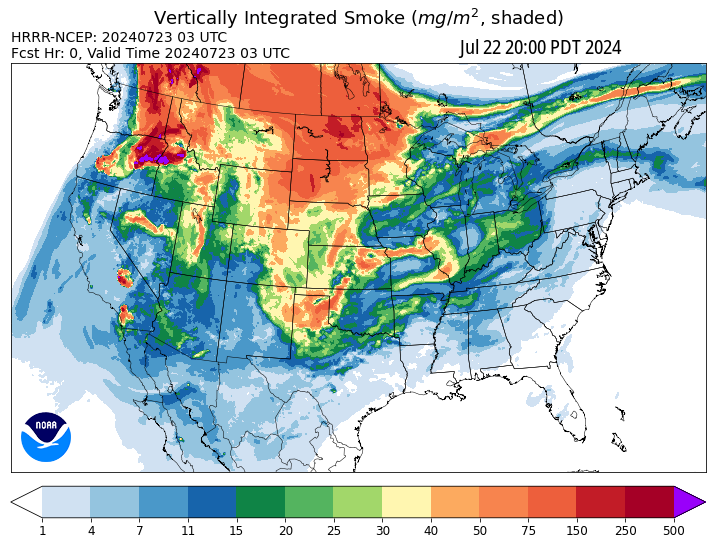 Vertically Integrated Smoke (mg/m², shaded)
HRRR-NCEP: 20240723 03 UTC
Fcst Hr: 0, Valid Time 20240723 03 UTC
Jul 22 20:00 PDT 2024
NOAA
1 4 7 11 15 20 25 30 40 50 75 150 250 500